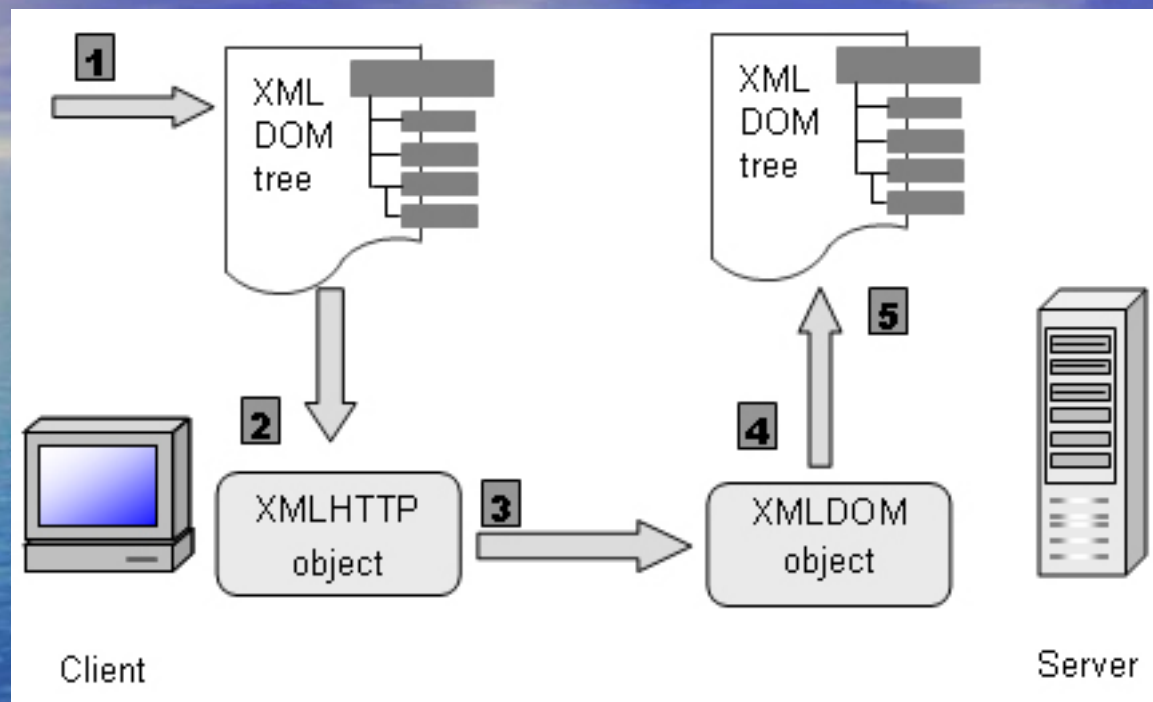 1
XML
DOM
tree
XML
DOM
tree
2
XMLHTTP
object
3
4
5
XMLDOM
object
Client
Server